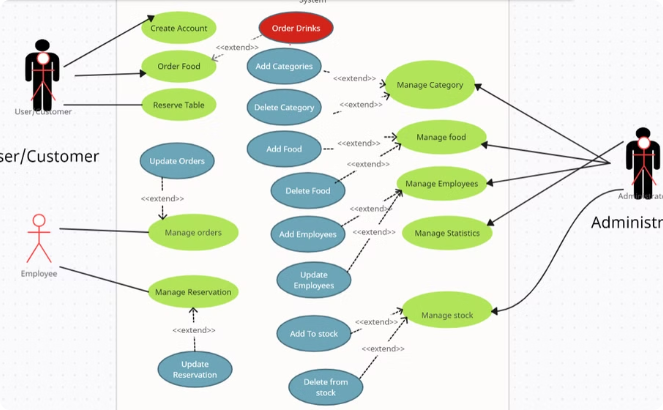 System
Create Account
Order Drinks
<<extend>>
Order Food
Add Categories
<<extend>>
Manage Category
User/Customer
Reserve Table
Delete Category
<<extend>>
ser/Customer
Update Orders
Add Food
<<extend>>
Manage food
<<extend>>
Delete Food
Manage Employees
<<extend>>
<<extend>>
Administr
Manage orders
Add Employees
<<extend>>
Manage Statistics
Employee
Update
Employees
Manage Reservation
<<extend>>
Add To stock
<<extend>>
Manage stock
<<extend>>
Update
Reservation
Delete from
stock